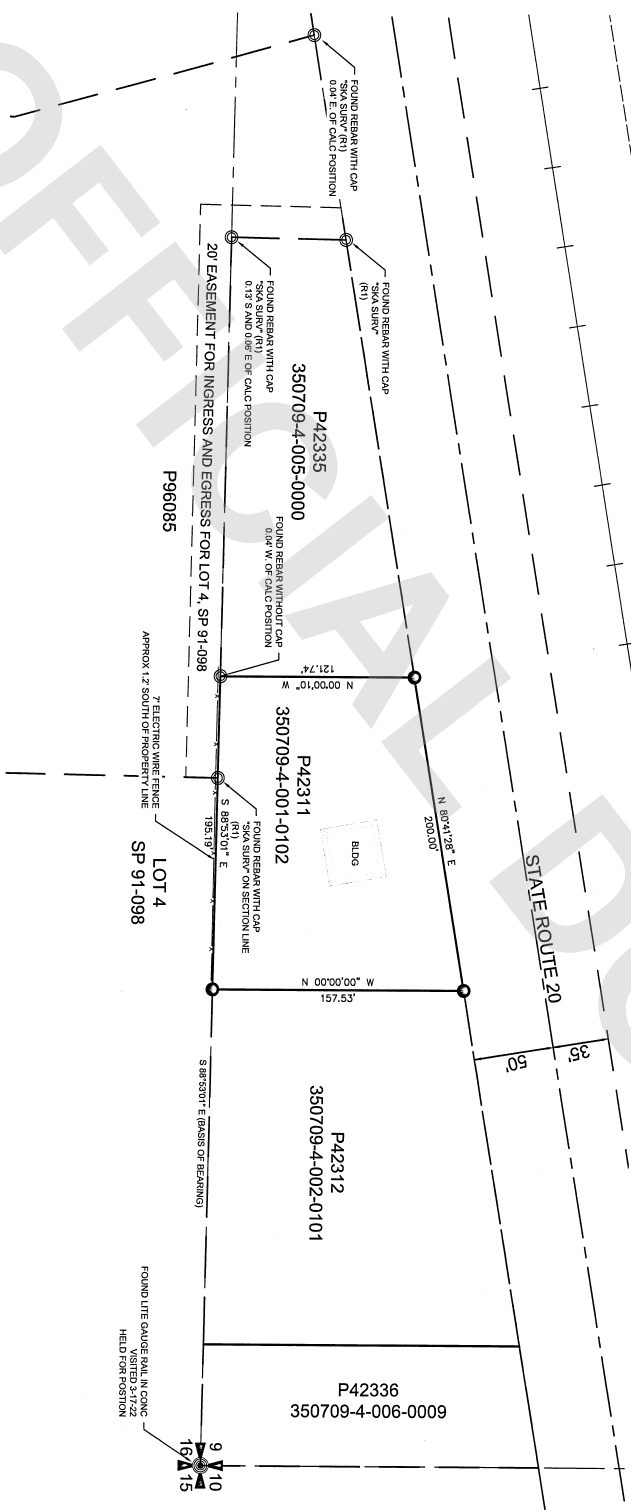 FOUND REBAR WITH CAP
"SKA SURV" (R1)
0.04' E. OF CALC POSITION
FOUND REBAR WITH CAP
"SKA SURV"
(R1)
FOUND REBAR WITH CAP
"SKA SURV" (R1)
0.13' S AND 0.06' E OF CALC POSITION
20' EASEMENT FOR INGRESS AND EGRESS FOR LOT 4, SP 91-098
P42335
350709-4-005-0000
P96085
FOUND REBAR WITHOUT CAP
0.04' W. OF CALC POSITION
N 00°00'10" W
121.74'
P42311
350709-4-001-0102
BLDG
N 80°41'28" E
200.00'
STATE ROUTE 20
S 88°53'01" E
195.19'
FOUND REBAR WITH CAP
"SKA SURV" ON SECTION LINE
(R1)
7' ELECTRIC WIRE FENCE
APPROX 1.2' SOUTH OF PROPERTY LINE
LOT 4
SP 91-098
N 00°00'00" W
157.53'
50'
35'
P42312
350709-4-002-0101
S 88°53'01" E (BASIS OF BEARING)
P42336
350709-4-006-0009
FOUND LITE GAUGE RAIL IN CONC
VISITED 3-17-22
HELD FOR POSTION
9 10
16 15
OFFICIAL DO